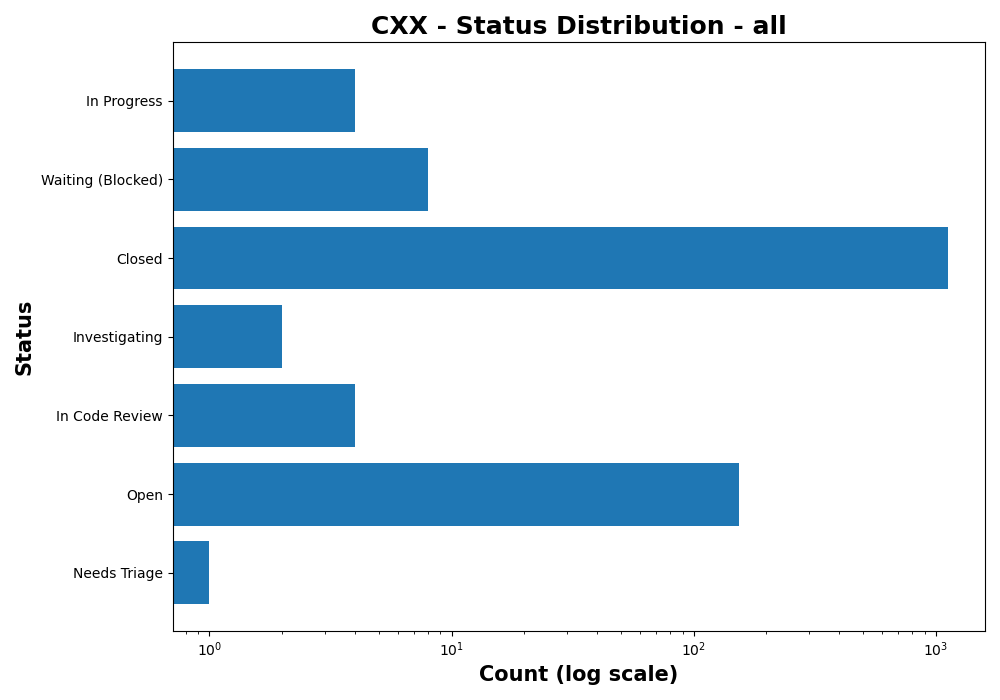 CXX - Status Distribution - all
In Progress
Waiting (Blocked)
Closed
Investigating
In Code Review
Open
Needs Triage
Status
10⁰ 10¹ 10² 10³
Count (log scale)